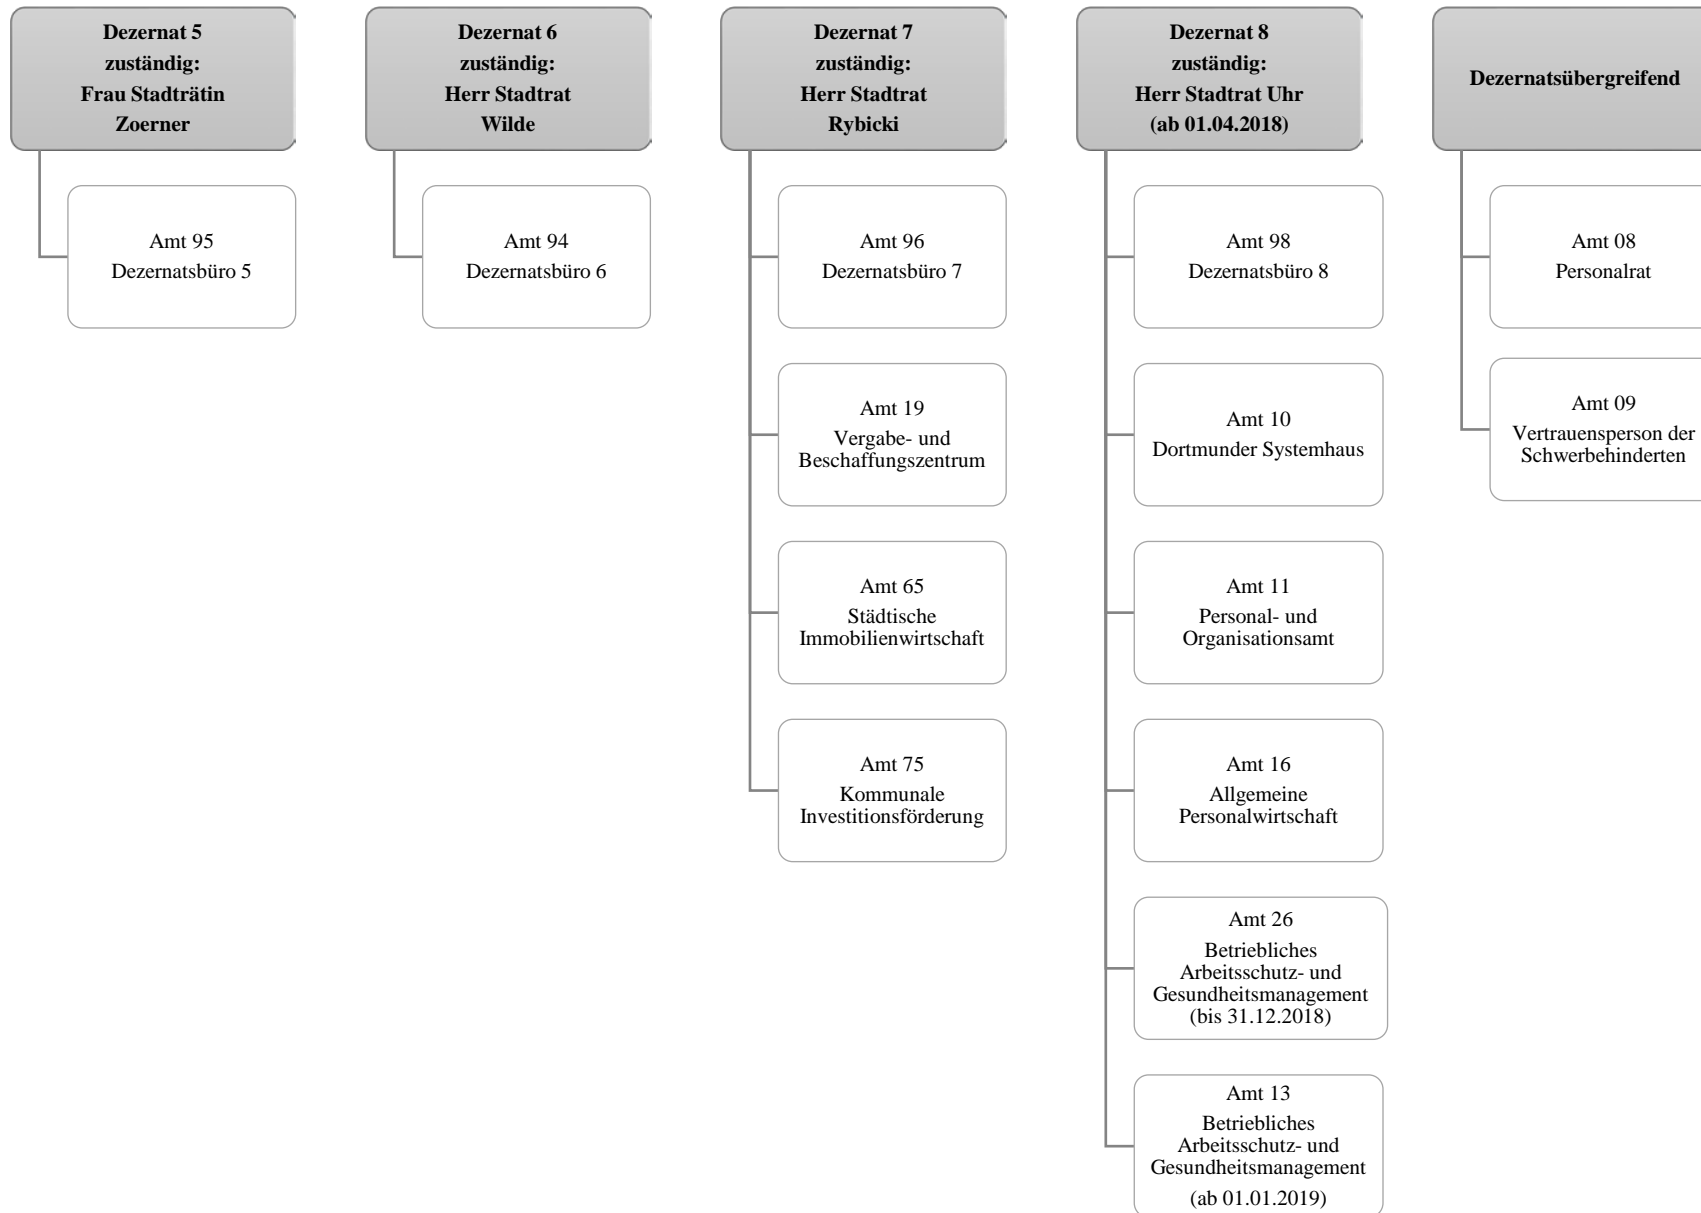 Dezernat 5
zuständig:
Frau Stadträtin
Zoerner
Amt 95
Dezernatsbüro 5
Dezernat 6
zuständig:
Herr Stadtrat
Wilde
Amt 94
Dezernatsbüro 6
Dezernat 7
zuständig:
Herr Stadtrat
Rybicki
Amt 96
Dezernatsbüro 7
Amt 19
Vergabe- und
Beschaffungszentrum
Amt 65
Städtische
Immobilienwirtschaft
Amt 75
Kommunale
Investitionsförderung
Dezernat 8
zuständig:
Herr Stadtrat Uhr
(ab 01.04.2018)
Amt 98
Dezernatsbüro 8
Amt 10
Dortmunder Systemhaus
Amt 11
Personal- und
Organisationsamt
Amt 16
Allgemeine
Personalwirtschaft
Amt 26
Betriebliches
Arbeitsschutz- und
Gesundheitsmanagement
(bis 31.12.2018)
Amt 13
Betriebliches
Arbeitsschutz- und
Gesundheitsmanagement
(ab 01.01.2019)
Dezernatsübergreifend
Amt 08
Personalrat
Amt 09
Vertrauensperson der
Schwerbehinderten